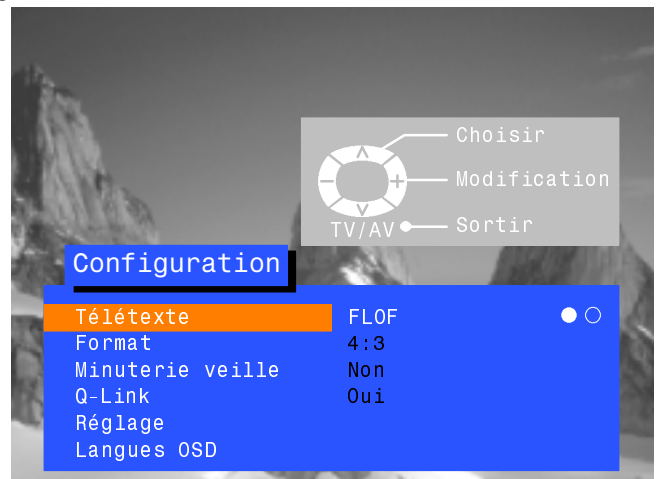 Choisir
Modification
TV/AV Sortir
Configuration
Télétexte FLOF
Format 4:3
Minuterie veille Non
Q-Link Oui
Réglage
Langues OSD